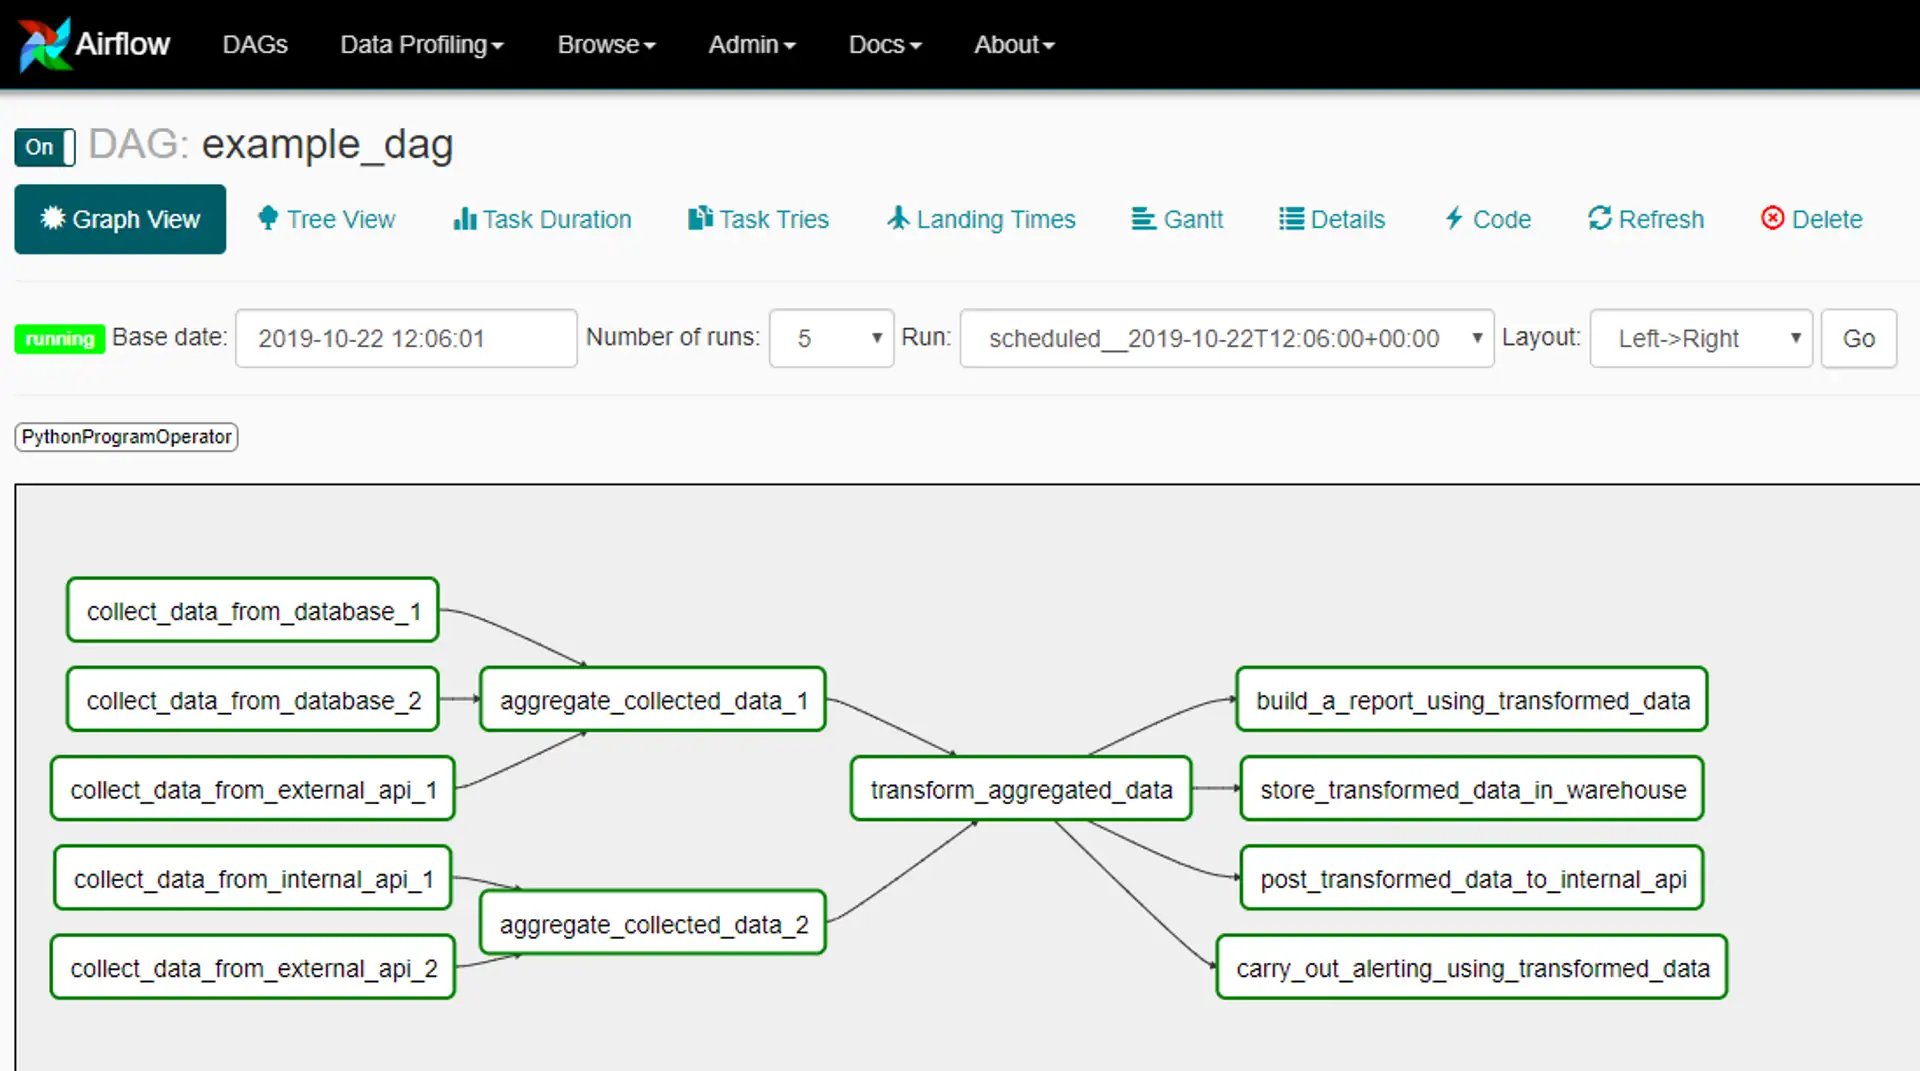 Airflow DAGs Data Profiling Browse Admin Docs About
On DAG: example_dag
Graph View Tree View Task Duration Task Tries Landing Times Gantt Details Code Refresh Delete
running Base date: 2019-10-22 12:06:01 Number of runs: 5 Run: scheduled__2019-10-22T12:06:00+00:00 Layout: Left->Right Go
PythonProgramOperator
collect_data_from_database_1
collect_data_from_database_2 aggregate_collected_data_1 build_a_report_using_transformed_data
collect_data_from_external_api_1 transform_aggregated_data store_transformed_data_in_warehouse
collect_data_from_internal_api_1 post_transformed_data_to_internal_api
aggregate_collected_data_2
collect_data_from_external_api_2 carry_out_alerting_using_transformed_data